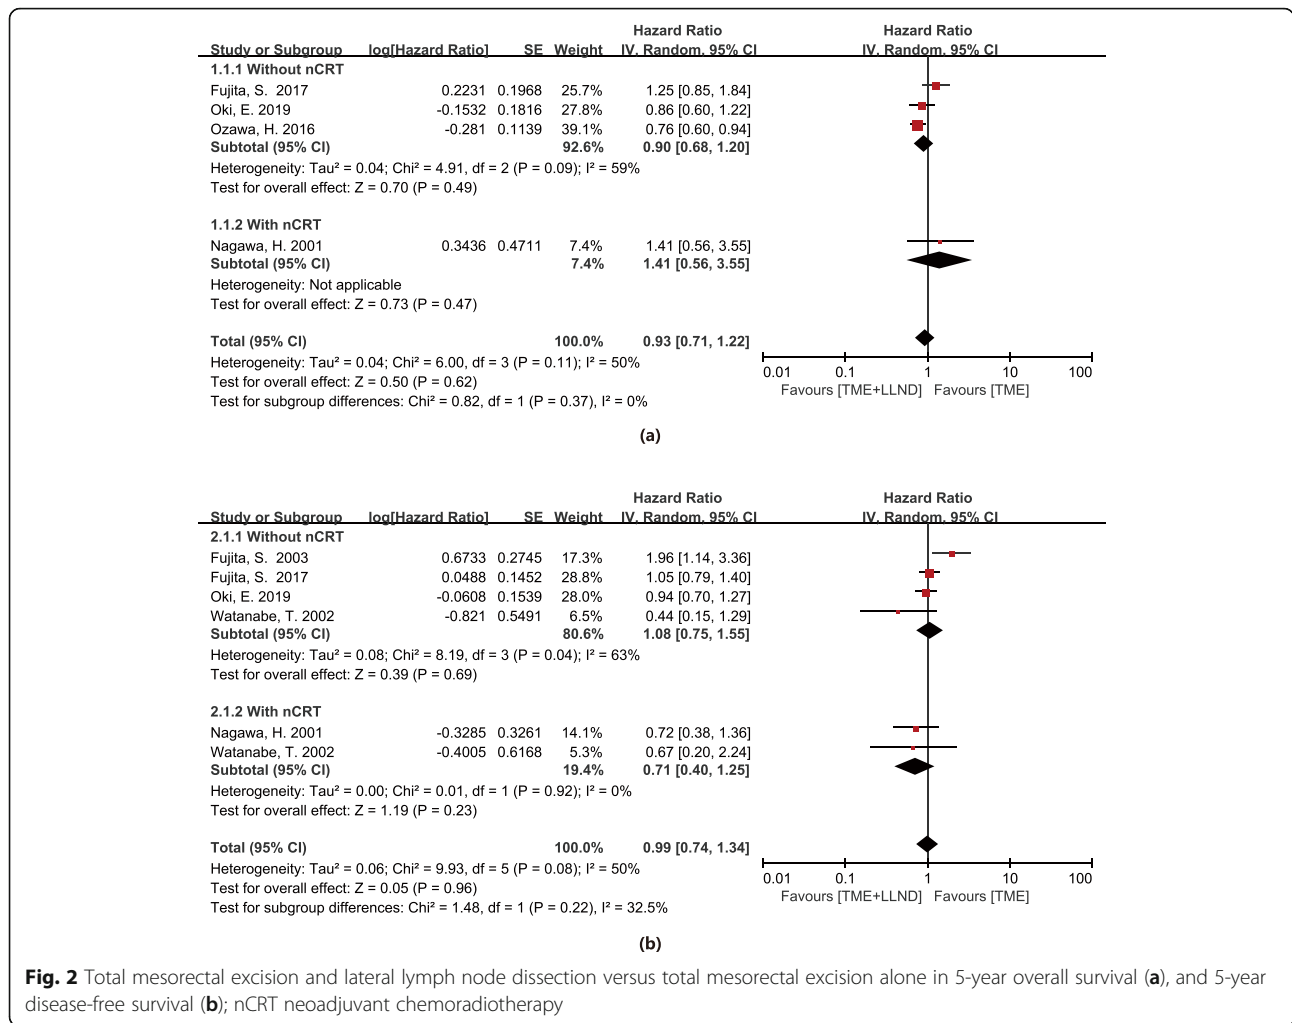 Hazard Ratio Hazard Ratio
Study or Subgroup log[Hazard Ratio] SE Weight IV, Random, 95% CI IV, Random, 95% CI
1.1.1 Without nCRT
Fujita, S. 2017 0.2231 0.1968 25.7% 1.25 [0.85, 1.84]
Oki, E. 2019 -0.1532 0.1816 27.8% 0.86 [0.60, 1.22]
Ozawa, H. 2016 -0.281 0.1139 39.1% 0.76 [0.60, 0.94]
Subtotal (95% CI) 92.6% 0.90 [0.68, 1.20]
Heterogeneity: Tau² = 0.04; Chi² = 4.91, df = 2 (P = 0.09); I² = 59%
Test for overall effect: Z = 0.70 (P = 0.49)
1.1.2 With nCRT
Nagawa, H. 2001 0.3436 0.4711 7.4% 1.41 [0.56, 3.55]
Subtotal (95% CI) 7.4% 1.41 [0.56, 3.55]
Heterogeneity: Not applicable
Test for overall effect: Z = 0.73 (P = 0.47)
Total (95% CI) 100.0% 0.93 [0.71, 1.22]
Heterogeneity: Tau² = 0.04; Chi² = 6.00, df = 3 (P = 0.11); I² = 50%
Test for overall effect: Z = 0.50 (P = 0.62)
Test for subgroup differences: Chi² = 0.82, df = 1 (P = 0.37), I² = 0%
0.01 0.1 1 10 100
Favours [TME+LLND] Favours [TME]
(a)
Hazard Ratio Hazard Ratio
Study or Subgroup log[Hazard Ratio] SE Weight IV, Random, 95% CI IV, Random, 95% CI
2.1.1 Without nCRT
Fujita, S. 2003 0.6733 0.2745 17.3% 1.96 [1.14, 3.36]
Fujita, S. 2017 0.0488 0.1452 28.8% 1.05 [0.79, 1.40]
Oki, E. 2019 -0.0608 0.1539 28.0% 0.94 [0.70, 1.27]
Watanabe, T. 2002 -0.821 0.5491 6.5% 0.44 [0.15, 1.29]
Subtotal (95% CI) 80.6% 1.08 [0.75, 1.55]
Heterogeneity: Tau² = 0.08; Chi² = 8.19, df = 3 (P = 0.04); I² = 63%
Test for overall effect: Z = 0.39 (P = 0.69)
2.1.2 With nCRT
Nagawa, H. 2001 -0.3285 0.3261 14.1% 0.72 [0.38, 1.36]
Watanabe, T. 2002 -0.4005 0.6168 5.3% 0.67 [0.20, 2.24]
Subtotal (95% CI) 19.4% 0.71 [0.40, 1.25]
Heterogeneity: Tau² = 0.00; Chi² = 0.01, df = 1 (P = 0.92); I² = 0%
Test for overall effect: Z = 1.19 (P = 0.23)
Total (95% CI) 100.0% 0.99 [0.74, 1.34]
Heterogeneity: Tau² = 0.06; Chi² = 9.93, df = 5 (P = 0.08); I² = 50%
Test for overall effect: Z = 0.05 (P = 0.96)
Test for subgroup differences: Chi² = 1.48, df = 1 (P = 0.22), I² = 32.5%
0.01 0.1 1 10 100
Favours [TME+LLND] Favours [TME]
(b)
Fig. 2 Total mesorectal excision and lateral lymph node dissection versus total mesorectal excision alone in 5-year overall survival (a), and 5-year
disease-free survival (b); nCRT neoadjuvant chemoradiotherapy